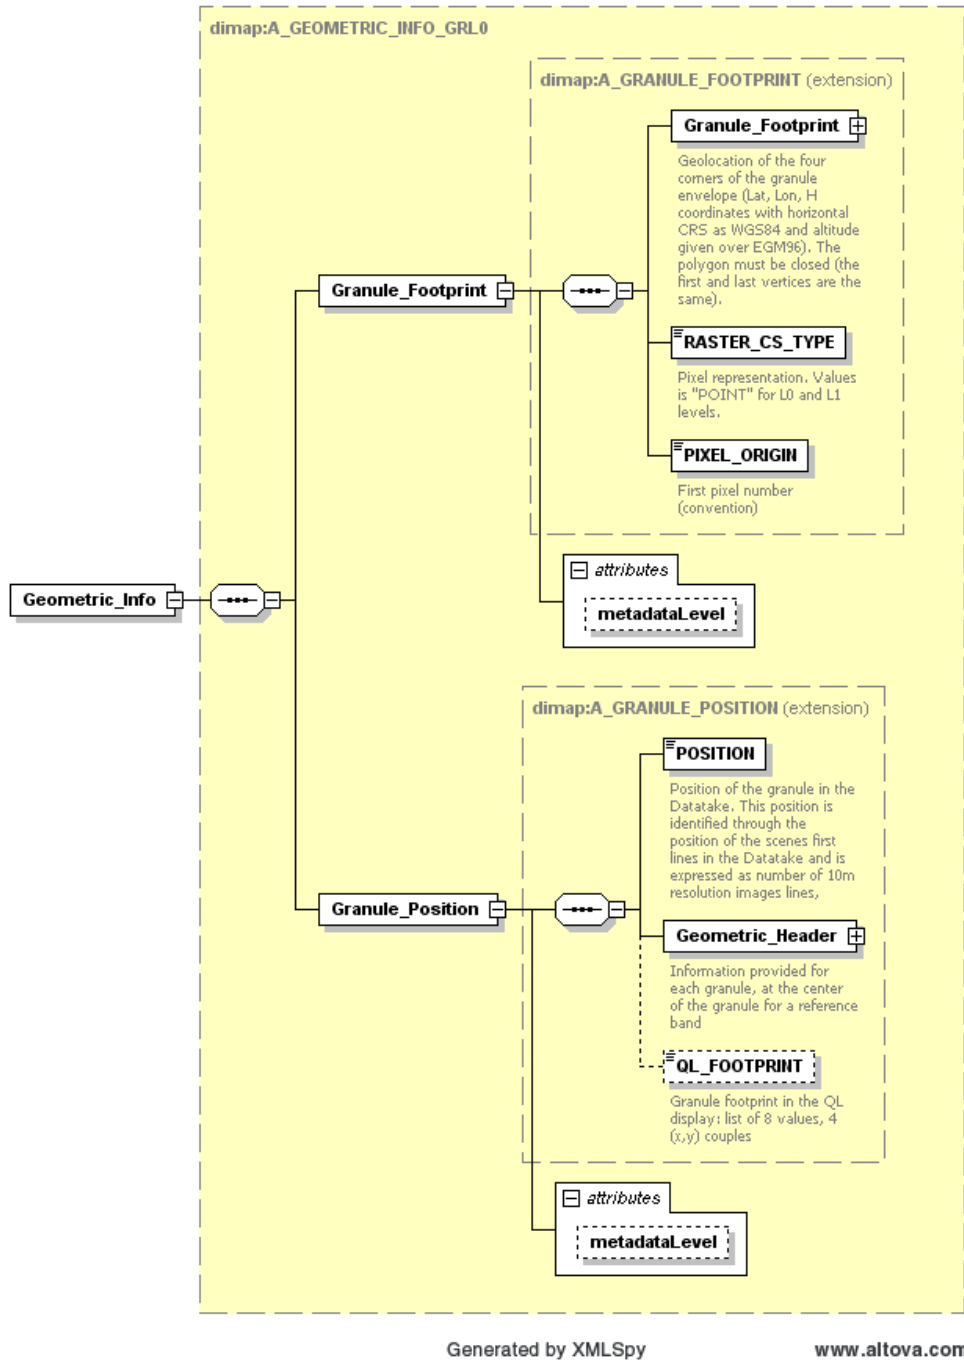 dimap:A_GEOMETRIC_INFO_GRL0
dimap:A_GRANULE_FOOTPRINT (extension)
Granule_Footprint
Geolocation of the four
corners of the granule
envelope (Lat, Lon, H
coordinates with horizontal
CRS as WGS84 and altitude
given over EGM96). The
polygon must be closed (the
first and last vertices are the
same).
Granule_Footprint
RASTER_CS_TYPE
Pixel representation. Values
is "POINT" for L0 and L1
levels.
PIXEL_ORIGIN
First pixel number
(convention)
attributes
metadataLevel
Geometric_Info
dimap:A_GRANULE_POSITION (extension)
POSITION
Position of the granule in the
Datatake. This position is
identified through the
position of the scenes first
lines in the Datatake and is
expressed as number of 10m
resolution images lines,
Granule_Position
Geometric_Header
Information provided for
each granule, at the center
of the granule for a reference
band
QL_FOOTPRINT
Granule footprint in the QL
display: list of 8 values, 4
(x,y) couples
attributes
metadataLevel
Generated by XMLSpy
www.altova.com